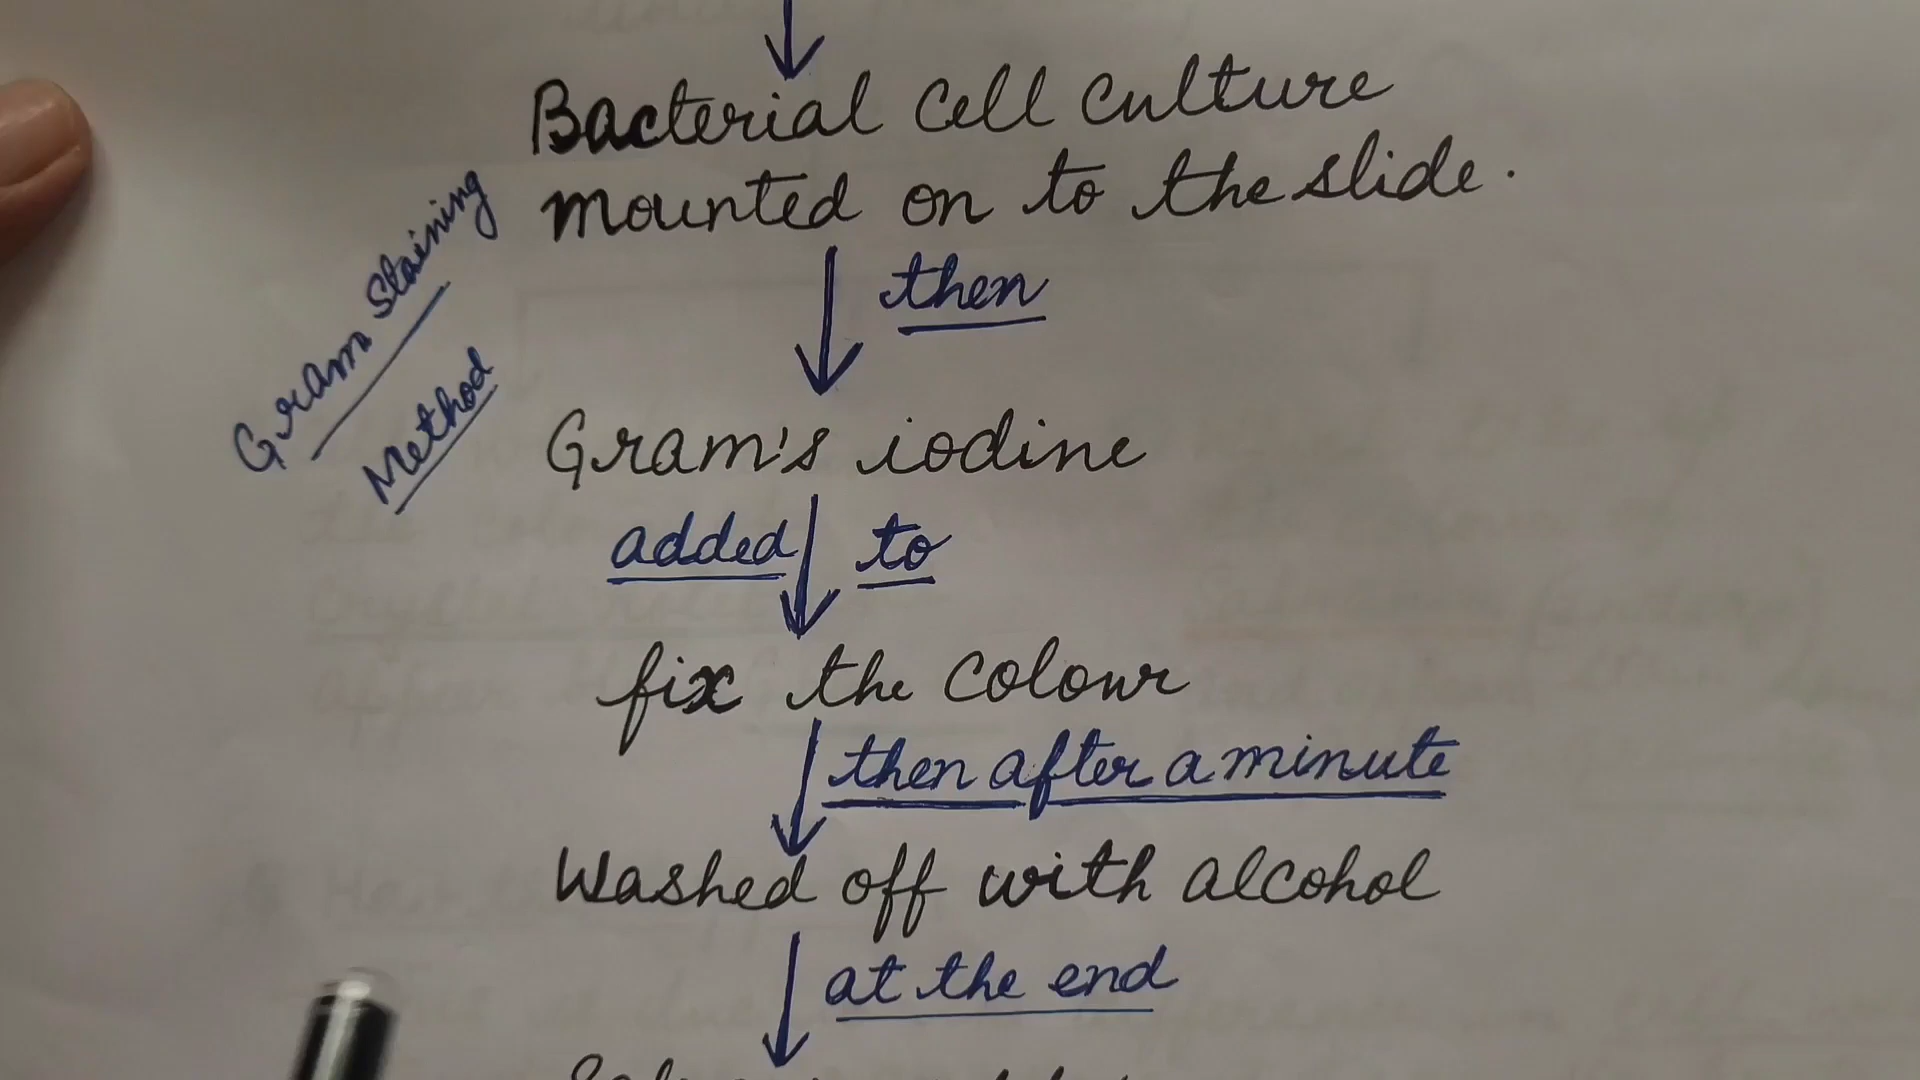 Bacterial cell culture
mounted on to the slide.
Gram Staining
Method
then
Gram's iodine
added to
fix the colour
then after a minute
Washed off with alcohol
at the end